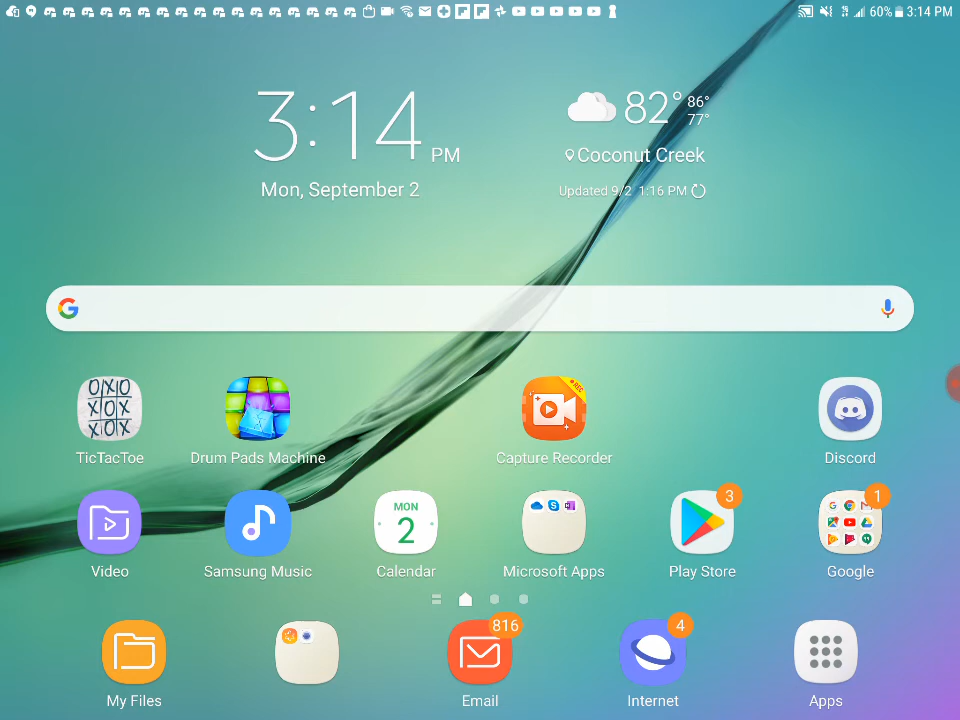 60% 3:14 PM
3:14 PM
Mon, September 2
82° 86°
77°
Coconut Creek
Updated 9/2 1:16 PM
TicTacToe
Drum Pads Machine
REC
Capture Recorder
Discord
Video
Samsung Music
MON
2
Calendar
Microsoft Apps
3
Play Store
1
Google
My Files
816
Email
4
Internet
Apps